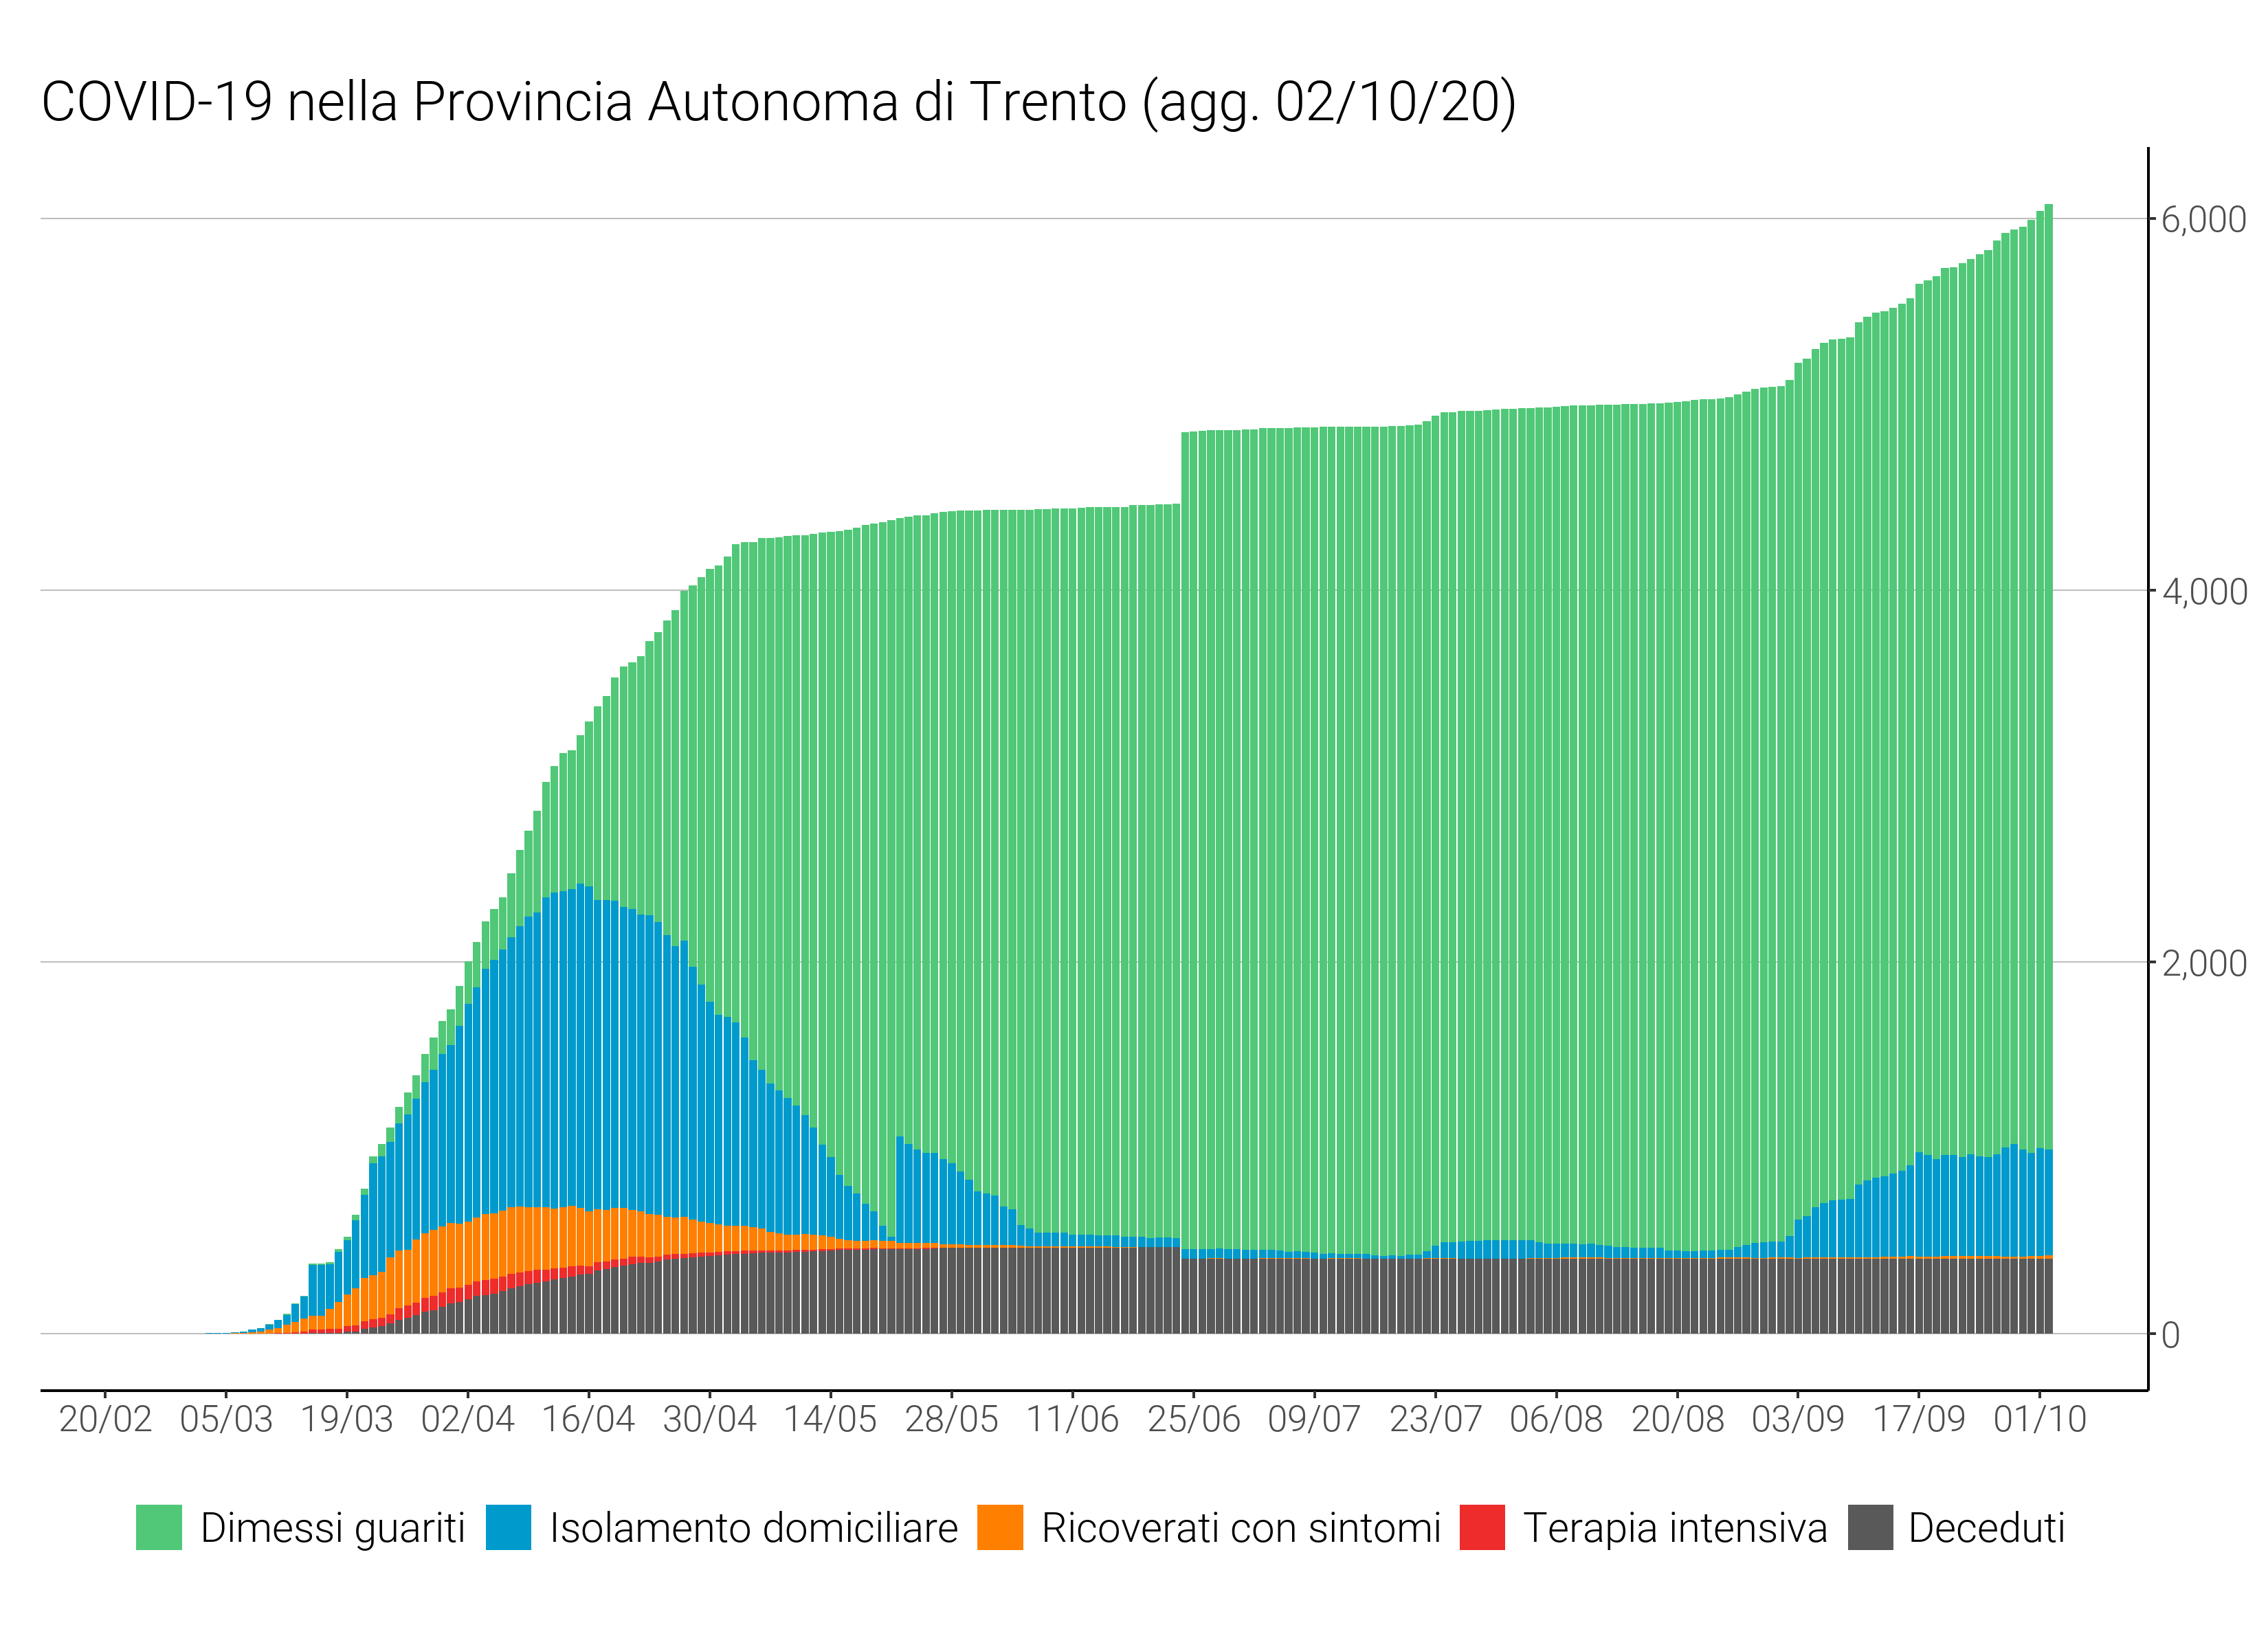 COVID-19 nella Provincia Autonoma di Trento (agg. 02/10/20)
6,000
4,000
2,000
0
20/02 05/03 19/03 02/04 16/04 30/04 14/05 28/05 11/06 25/06 09/07 23/07 06/08 20/08 03/09 17/09 01/10
Dimessi guariti Isolamento domiciliare Ricoverati con sintomi Terapia intensiva Deceduti